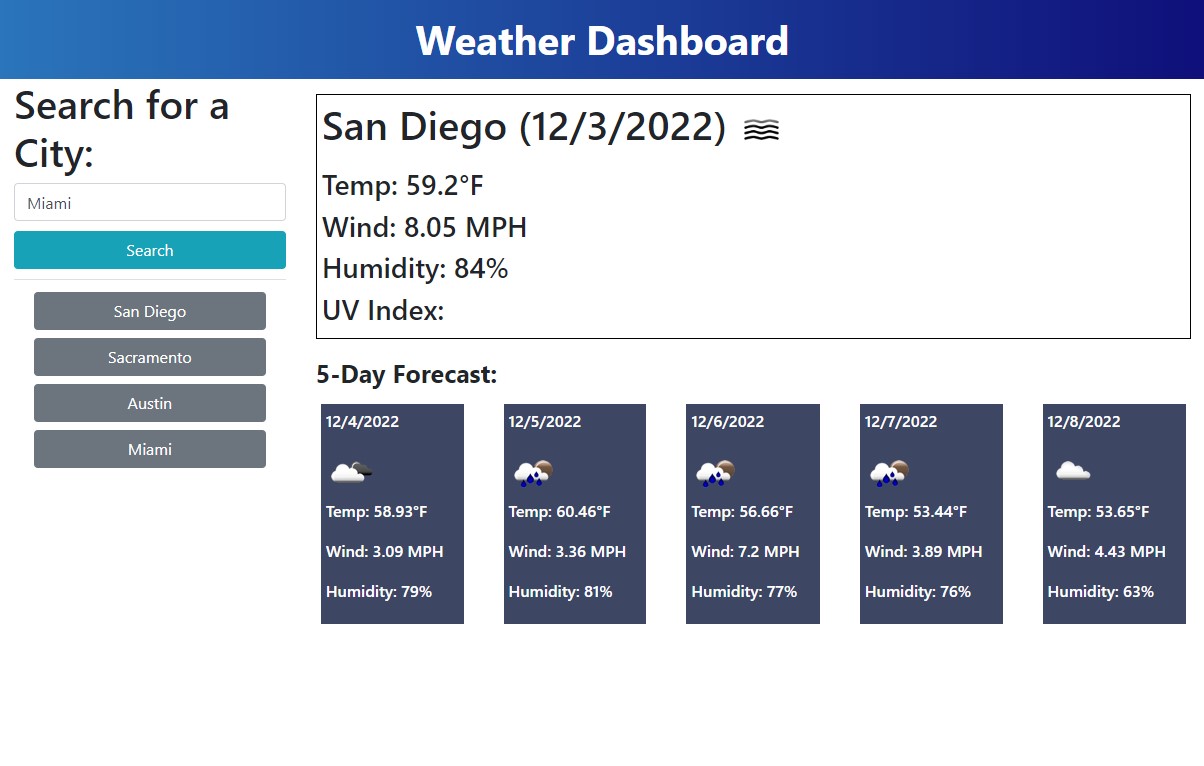 Weather Dashboard
Search for a
City:
Miami
Search
San Diego
Sacramento
Austin
Miami
San Diego (12/3/2022)
Temp: 59.2°F
Wind: 8.05 MPH
Humidity: 84%
UV Index:
5-Day Forecast:
12/4/2022
Temp: 58.93°F
Wind: 3.09 MPH
Humidity: 79%
12/5/2022
Temp: 60.46°F
Wind: 3.36 MPH
Humidity: 81%
12/6/2022
Temp: 56.66°F
Wind: 7.2 MPH
Humidity: 77%
12/7/2022
Temp: 53.44°F
Wind: 3.89 MPH
Humidity: 76%
12/8/2022
Temp: 53.65°F
Wind: 4.43 MPH
Humidity: 63%